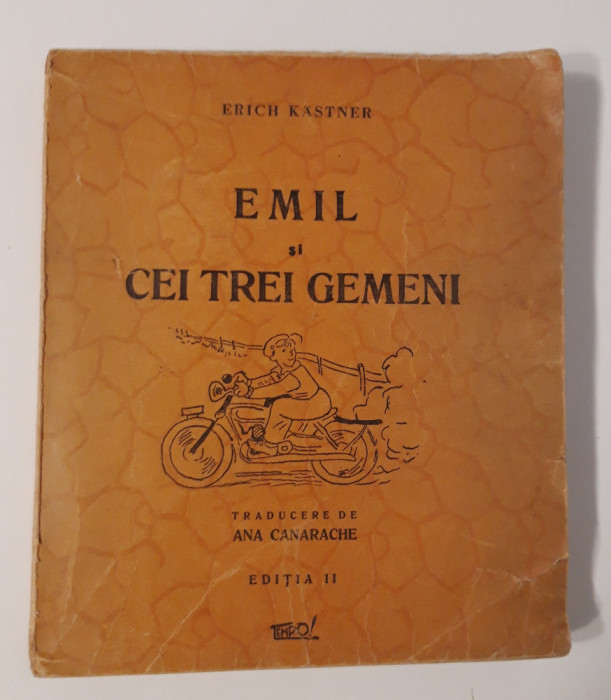 ERICH KÄSTNER
EMIL
și
CEI TREI GEMENI
TRADUCERE DE
ANA CANARACHE
EDIȚIA II
TEMPO!